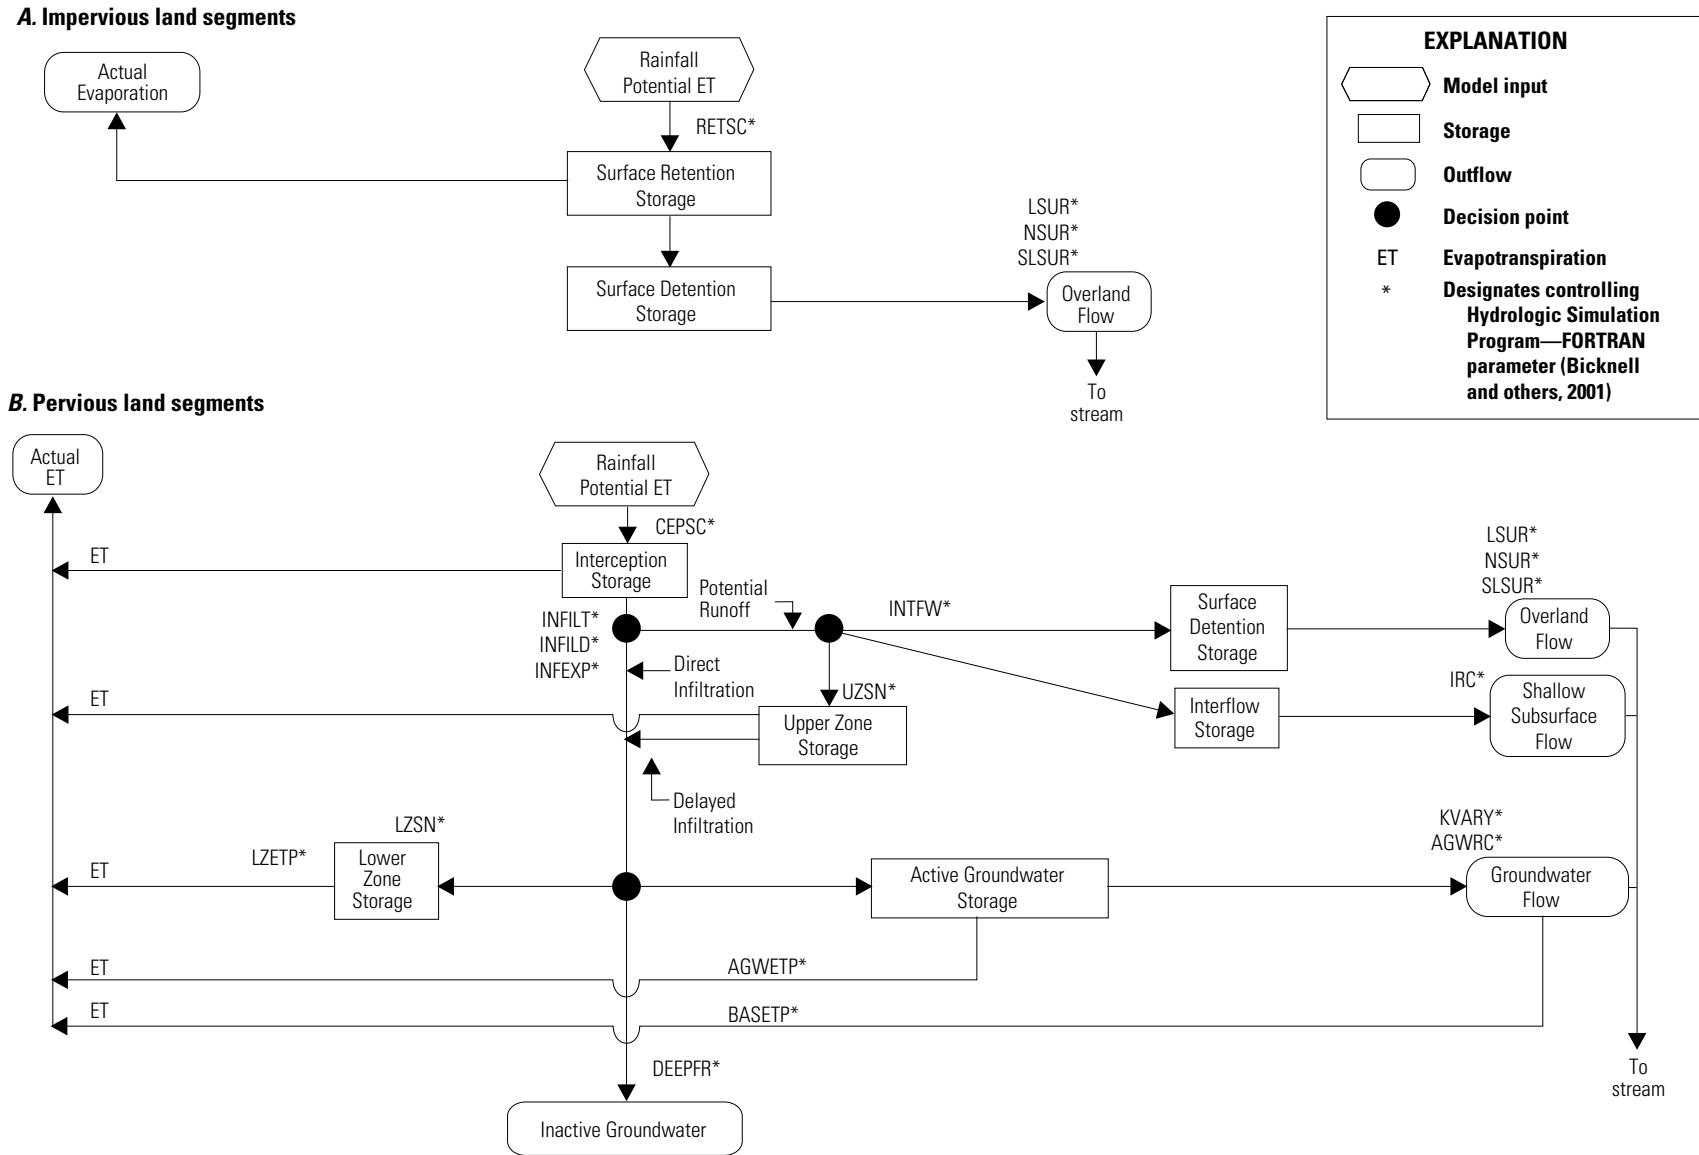 A. Impervious land segments
Actual
Evaporation
Rainfall
Potential ET
RETSC*
Surface Retention
Storage
Surface Detention
Storage
LSUR*
NSUR*
SLSUR*
Overland
Flow
To
stream
EXPLANATION
Model input
Storage
Outflow
Decision point
ET Evapotranspiration
* Designates controlling
Hydrologic Simulation
Program—FORTRAN
parameter (Bicknell
and others, 2001)
B. Pervious land segments
Actual
ET
Rainfall
Potential ET
CEPSC*
ET
Interception
Storage
INFILT*
INFILD*
INFEXP*
Potential
Runoff
INTFW*
Surface
Detention
Storage
LSUR*
NSUR*
SLSUR*
Overland
Flow
Direct
Infiltration
UZSN*
ET
Upper Zone
Storage
Interflow
Storage
IRC*
Shallow
Subsurface
Flow
Delayed
Infiltration
LZSN*
LZETP*
ET
Lower
Zone
Storage
Active Groundwater
Storage
KVARY*
AGWRC*
Groundwater
Flow
ET
AGWETP*
ET
BASETP*
DEEPFR*
Inactive Groundwater
To
stream